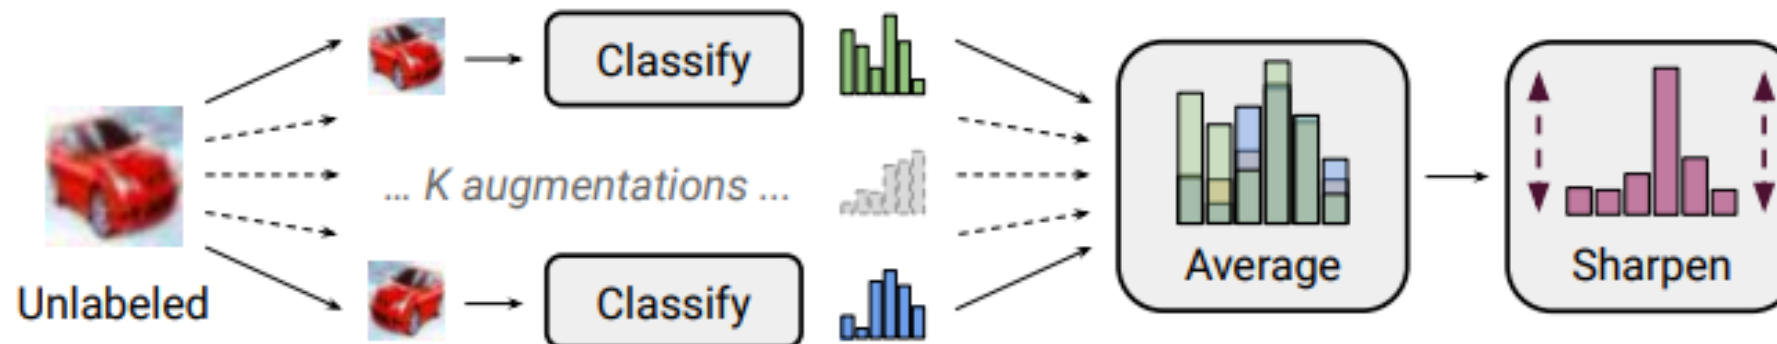 Classify
... K augmentations ...
Unlabeled
Classify
Average
Sharpen